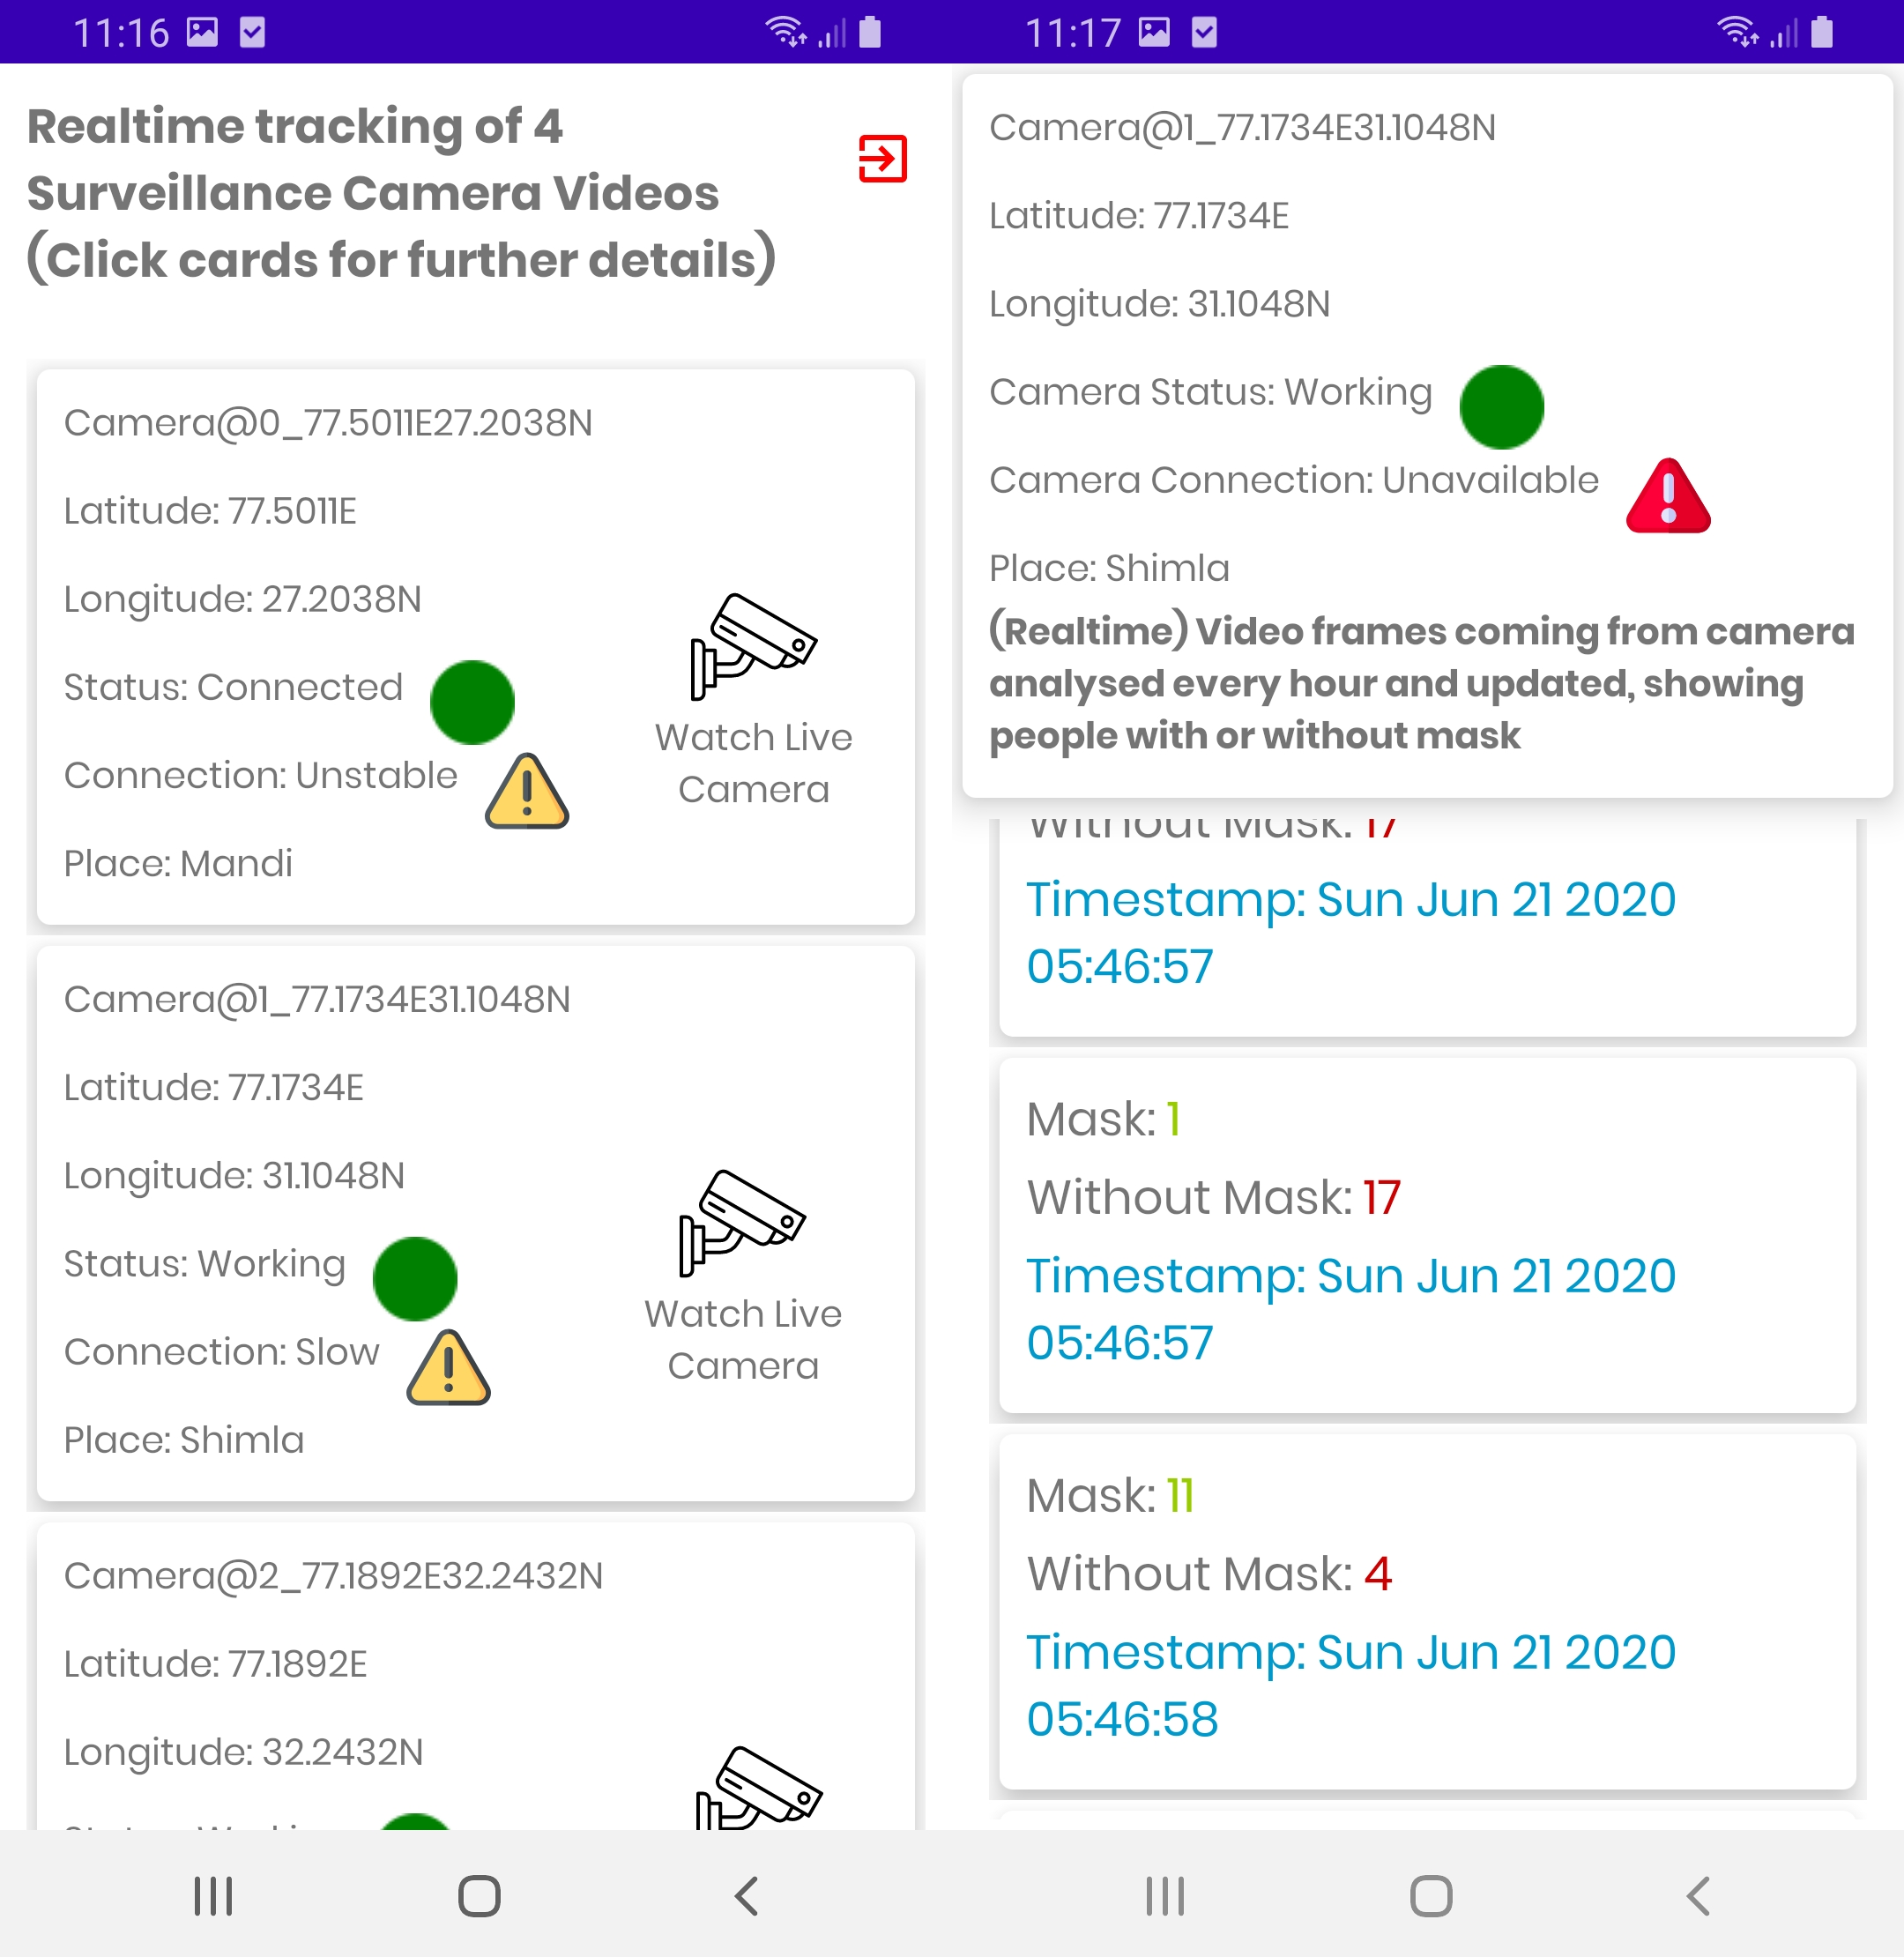 11:16
Realtime tracking of 4
Surveillance Camera Videos
(Click cards for further details)
Camera@0_77.5011E27.2038N
Latitude: 77.5011E
Longitude: 27.2038N
Status: Connected
Connection: Unstable
Place: Mandi
Watch Live
Camera
Camera@1_77.1734E31.1048N
Latitude: 77.1734E
Longitude: 31.1048N
Status: Working
Connection: Slow
Place: Shimla
Watch Live
Camera
Camera@2_77.1892E32.2432N
Latitude: 77.1892E
Longitude: 32.2432N
11:17
Camera@1_77.1734E31.1048N
Latitude: 77.1734E
Longitude: 31.1048N
Camera Status: Working
Camera Connection: Unavailable
Place: Shimla
(Realtime) Video frames coming from camera
analysed every hour and updated, showing
people with or without mask
Without Mask: 17
Timestamp: Sun Jun 21 2020
05:46:57
Mask: 1
Without Mask: 17
Timestamp: Sun Jun 21 2020
05:46:57
Mask: 11
Without Mask: 4
Timestamp: Sun Jun 21 2020
05:46:58